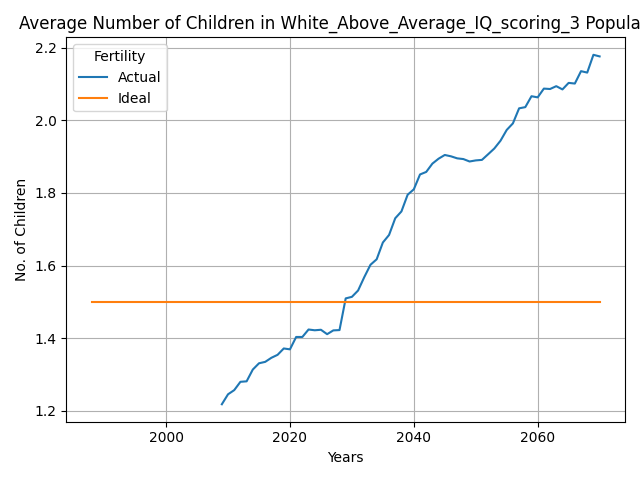 Average Number of Children in White_Above_Average_IQ_scoring_3 Popula
Fertility
Actual
Ideal
2.2
2.0
1.8
1.6
1.4
1.2
No. of Children
2000 2020 2040 2060
Years